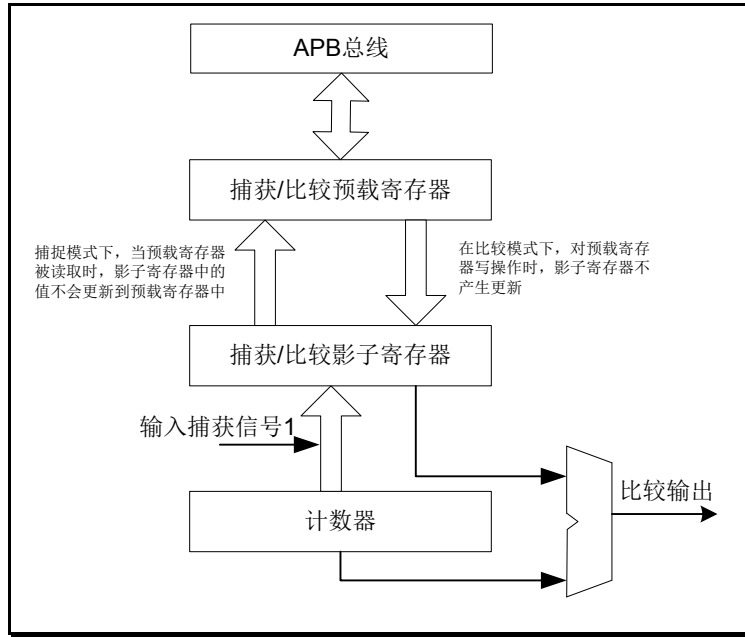 APB总线
捕获/比较预载寄存器
捕捉模式下，当预载寄存器
被读取时，影子寄存器中的
值不会更新到预载寄存器中
在比较模式下，对预载寄存
器写操作时，影子寄存器不
产生更新
捕获/比较影子寄存器
输入捕获信号1
计数器
比较输出